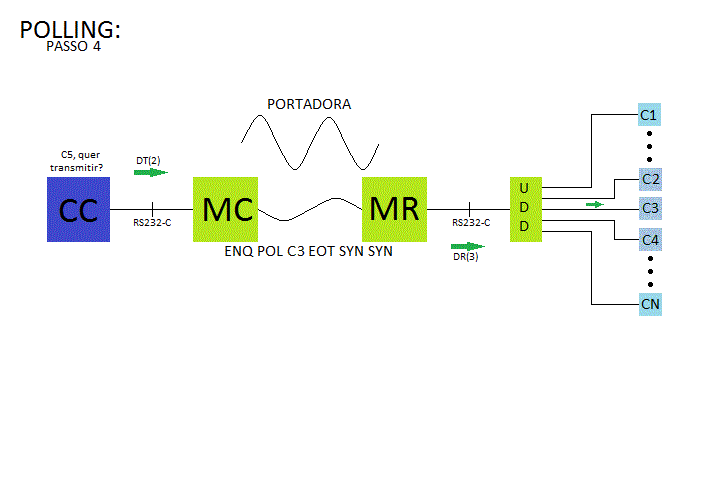 POLLING:
PASSO 4
PORTADORA
C5, quer
transmitir?
DT(2)
CC
RS232-C
MC
MR
RS232-C
U
D
D
C1
C2
C3
C4
CN
ENQ POL C3 EOT SYN SYN
DR(3)